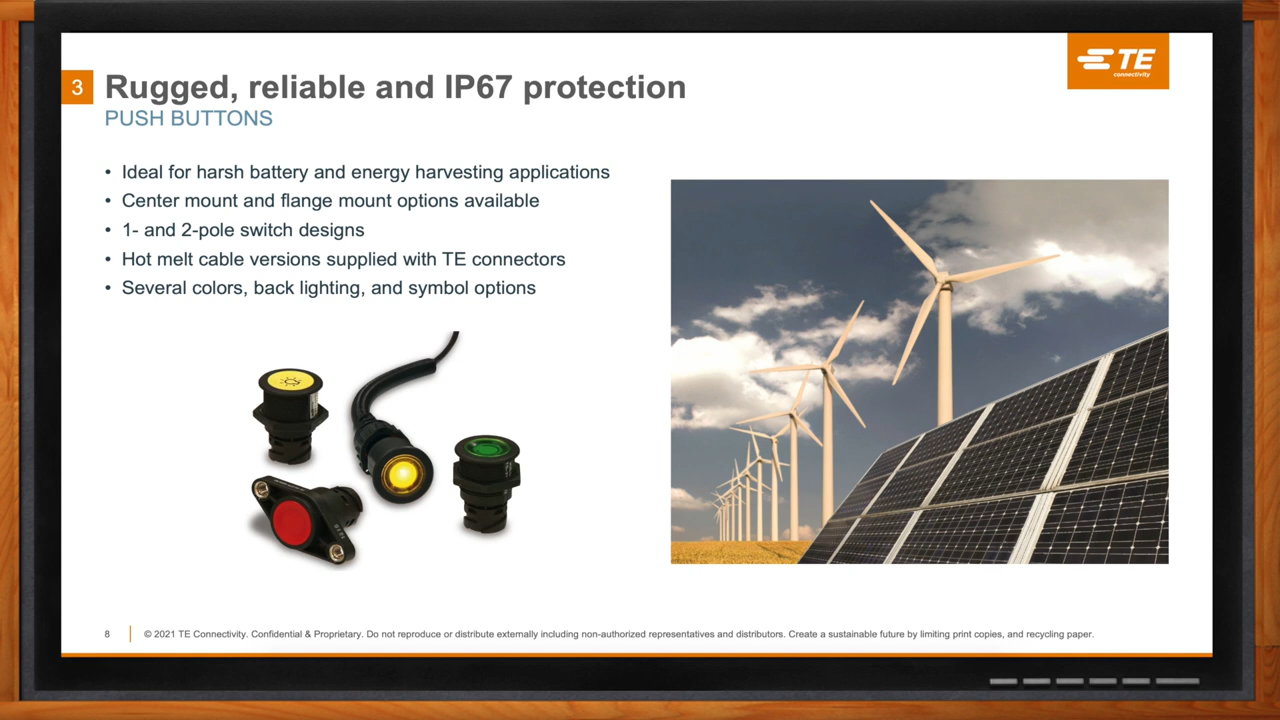 TE
connectivity
3
Rugged, reliable and IP67 protection
PUSH BUTTONS
• Ideal for harsh battery and energy harvesting applications
• Center mount and flange mount options available
• 1- and 2-pole switch designs
• Hot melt cable versions supplied with TE connectors
• Several colors, back lighting, and symbol options
8
© 2021 TE Connectivity. Confidential & Proprietary. Do not reproduce or distribute externally including non-authorized representatives and distributors. Create a sustainable future by limiting print copies, and recycling paper.